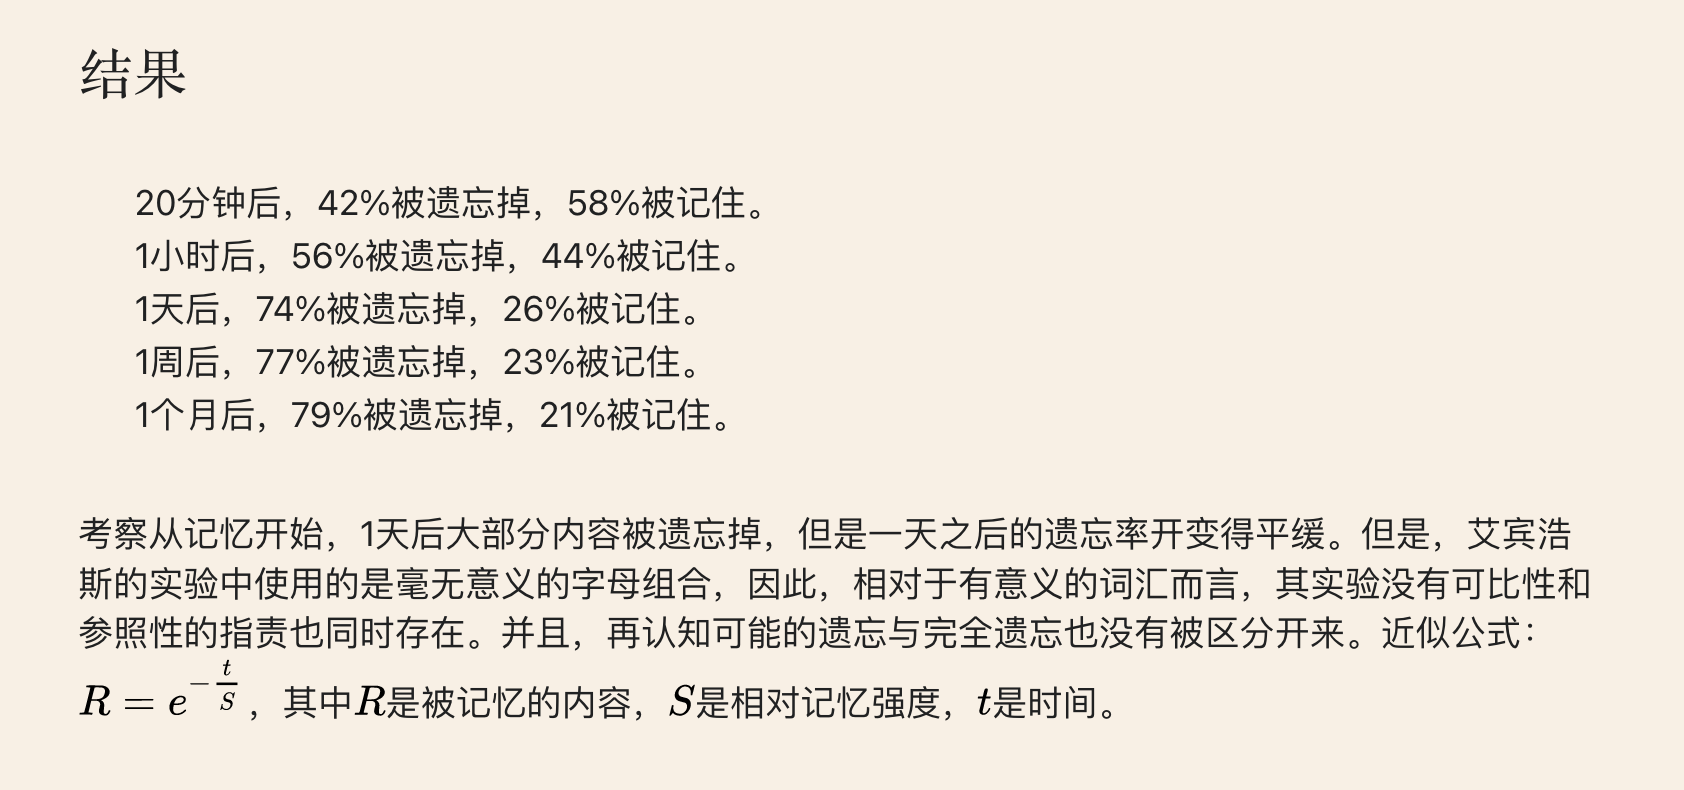 结果
20分钟后，42%被遗忘掉，58%被记住。
1小时后，56%被遗忘掉，44%被记住。
1天后，74%被遗忘掉，26%被记住。
1周后，77%被遗忘掉，23%被记住。
1个月后，79%被遗忘掉，21%被记住。
考察从记忆开始，1天后大部分内容被遗忘掉，但是一天之后的遗忘率开变得平缓。但是，艾宾浩
斯的实验中使用的是毫无意义的字母组合，因此，相对于有意义的词汇而言，其实验没有可比性和
参照性的指责也同时存在。并且，再认知可能的遗忘与完全遗忘也没有被区分开来。近似公式：
$R = e^{-\frac{t}{S}}$，其中R是被记忆的内容，S是相对记忆强度，t是时间。